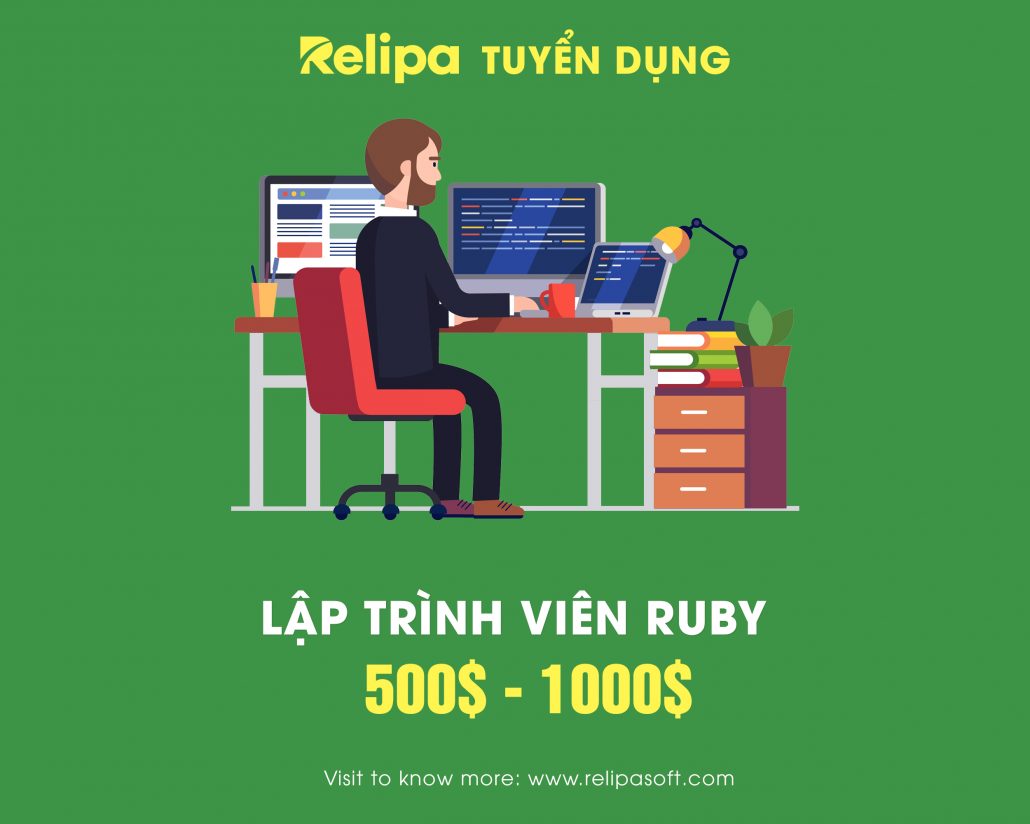 Relipa TUYỂN DỤNG
LẬP TRÌNH VIÊN RUBY
500$ - 1000$
Visit to know more: www.relipasoft.com